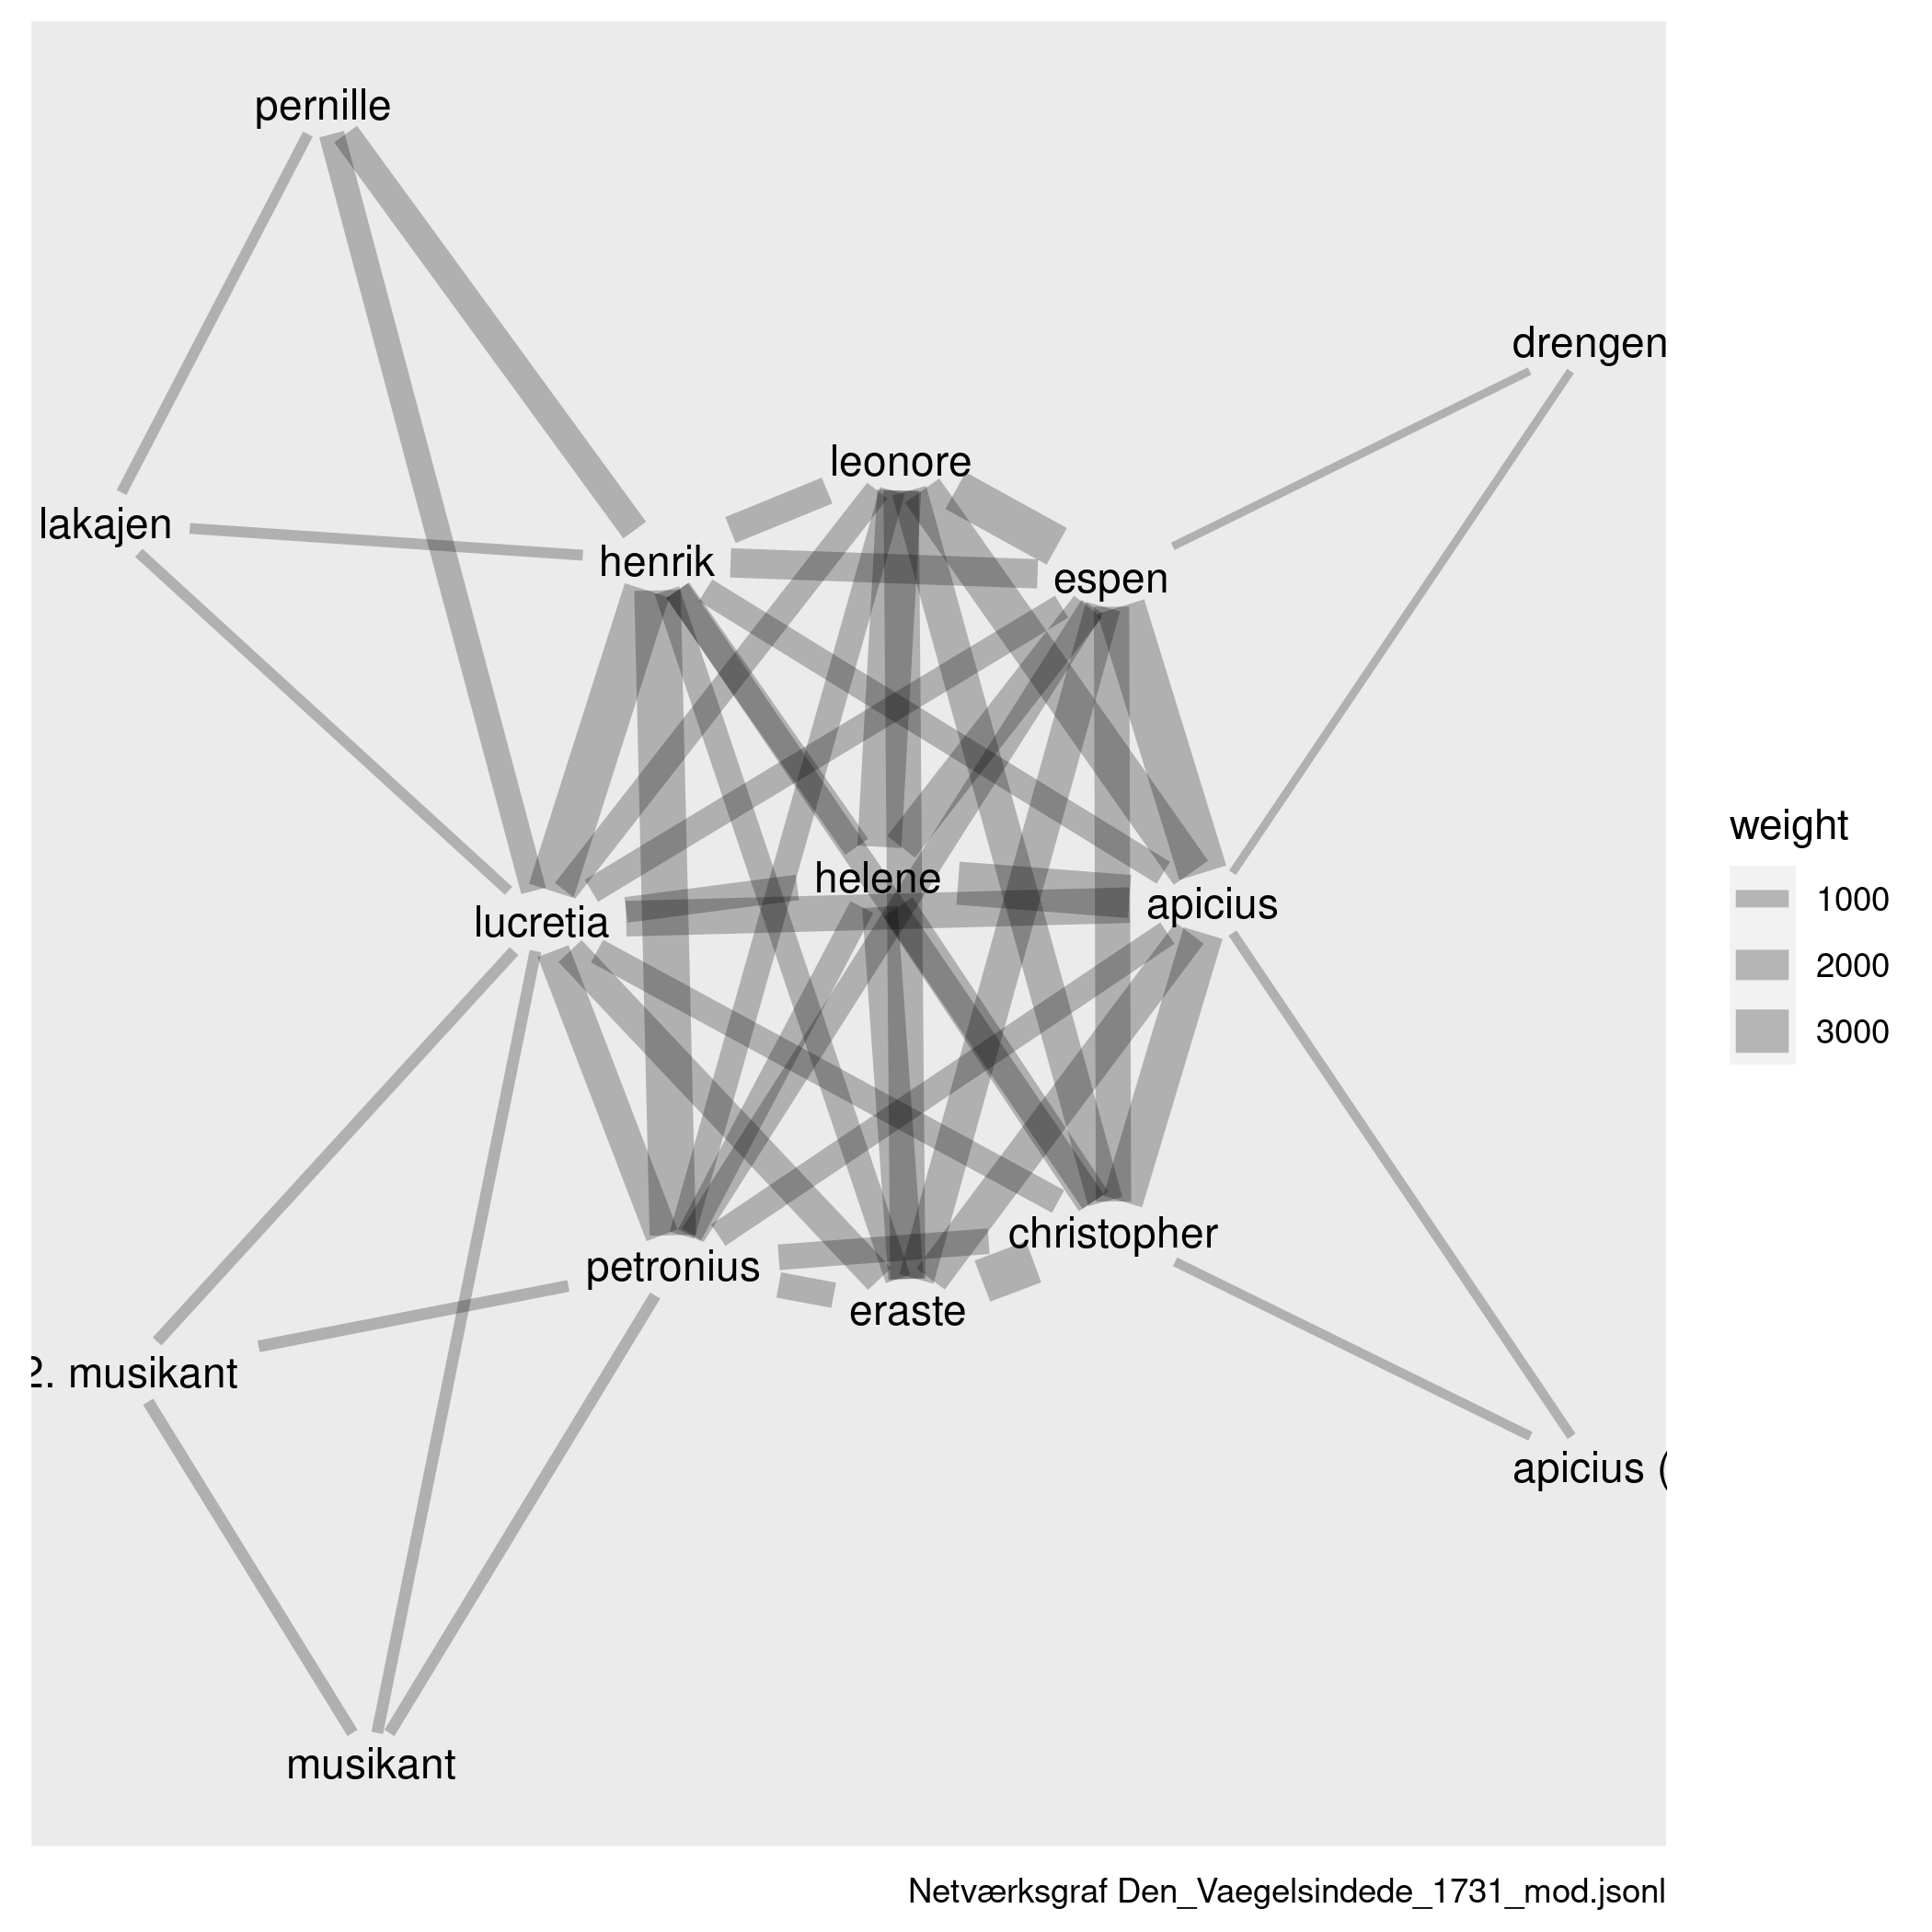 pernille
drengen
leonore
lakajen
henrik
espen
helene
apicius
lucretia
christopher
petronius
eraste
2. musikant
apicius (
musikant
weight
1000
2000
3000
Netværksgraf Den_Vaegelsindede_1731_mod.jsonl